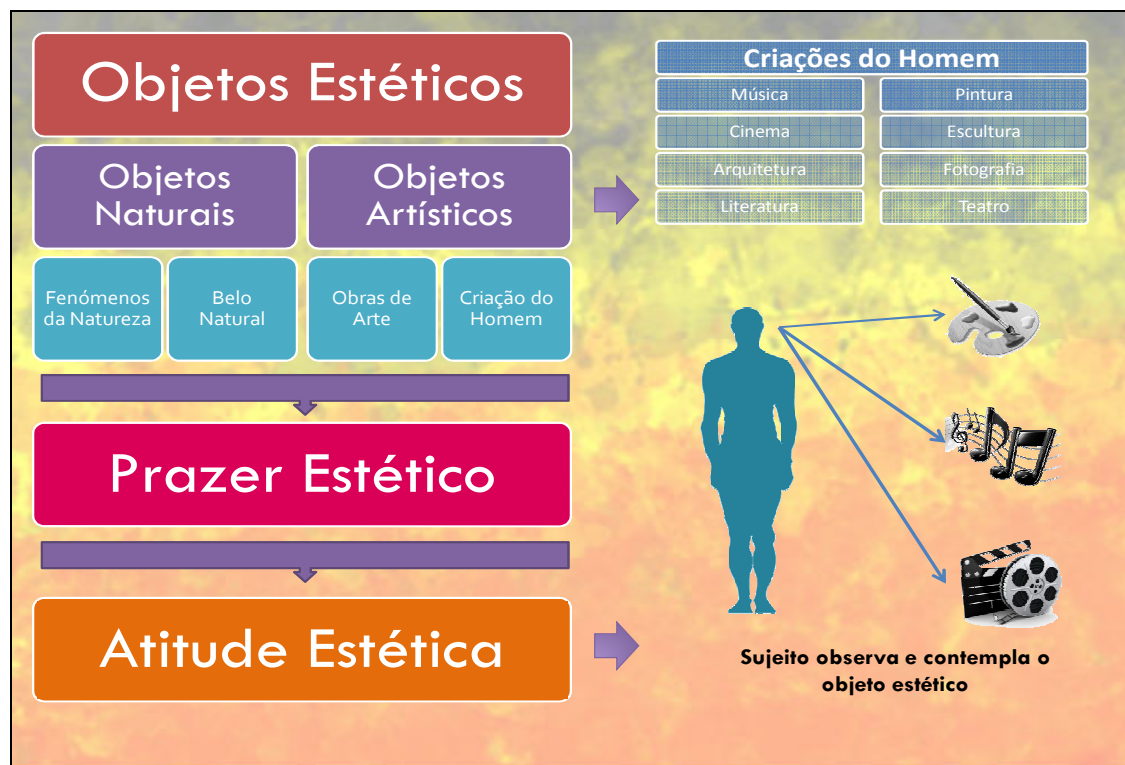 Objetos Estéticos
Objetos
Naturais
Objetos
Artísticos
Fenómenos
da Natureza
Belo
Natural
Obras de
Arte
Criação do
Homem
Prazer Estético
Atitude Estética
Criações do Homem
Música
Pintura
Cinema
Escultura
Arquitetura
Fotografia
Literatura
Teatro
Sujeito observa e contempla o
objeto estético